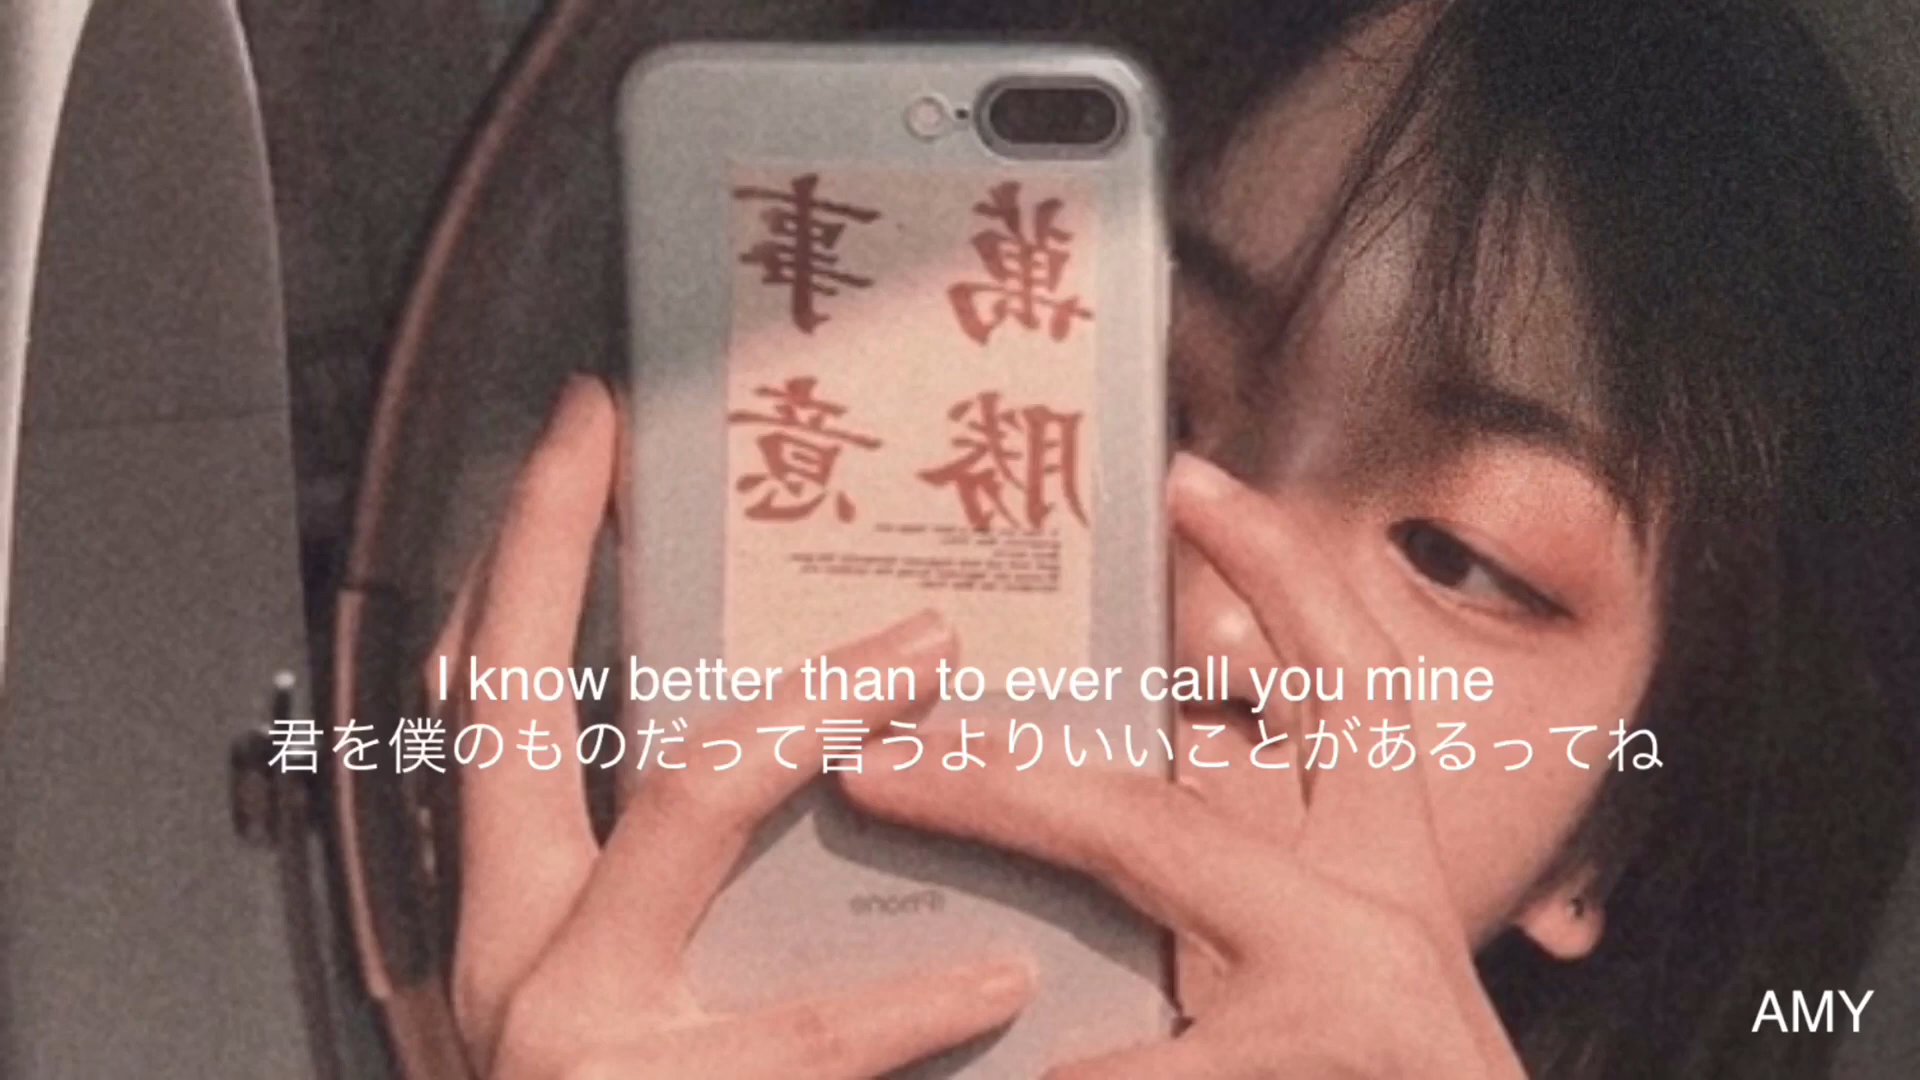 萬事
勝意
iPhone
I know better than to ever call you mine
君を僕のものだって言うよりいいことがあるってね
AMY